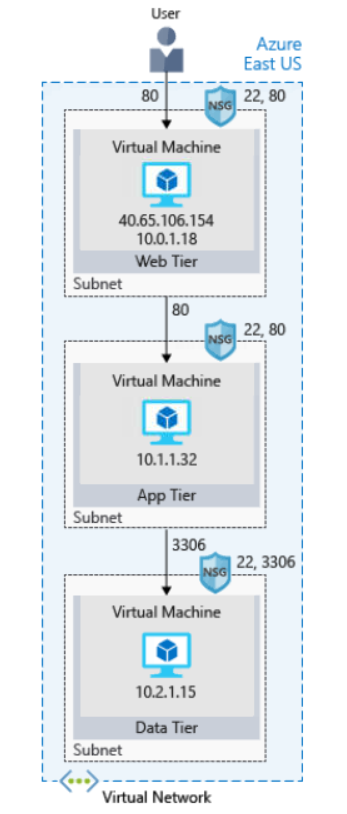 User
Azure
East US
80
NSG
22, 80
Virtual Machine
40.65.106.154
10.0.1.18
Web Tier
Subnet
80
NSG
22, 80
Virtual Machine
10.1.1.32
App Tier
Subnet
3306
NSG
22, 3306
Virtual Machine
10.2.1.15
Data Tier
Subnet
Virtual Network